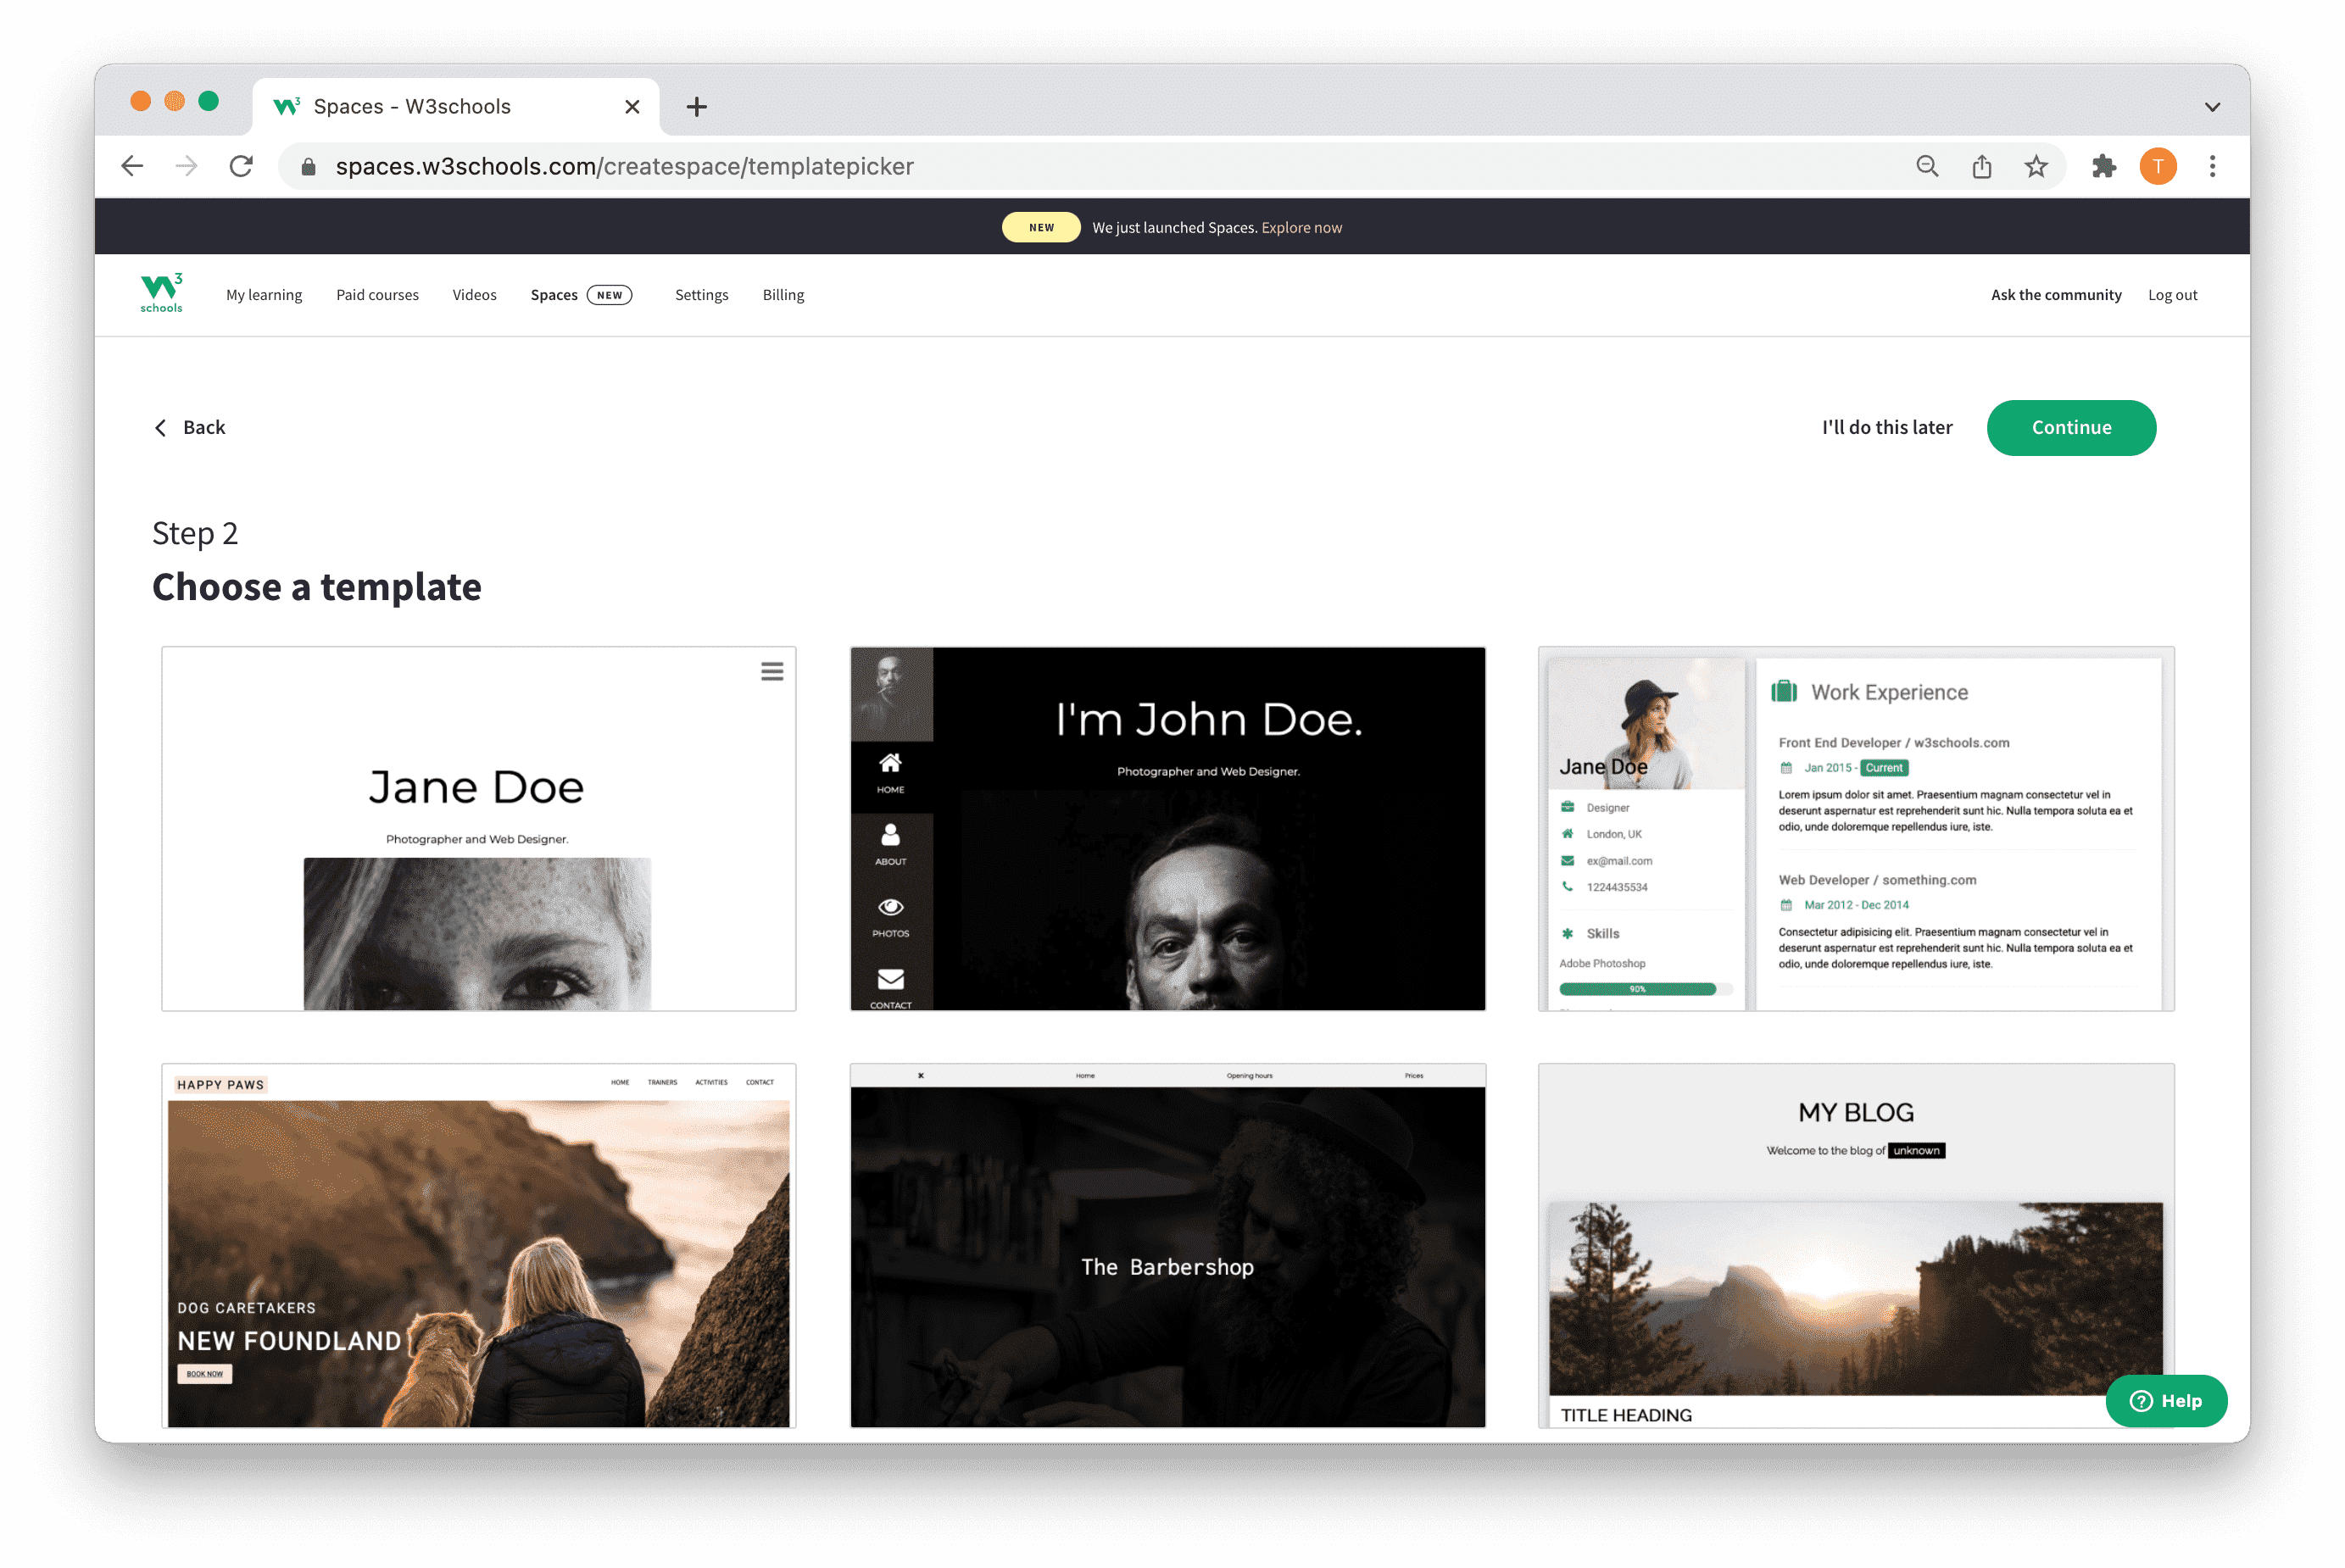 Spaces - W3schools
spaces.w3schools.com/createspace/templatepicker
T
NEW We just launched Spaces. Explore now
W3 schools
My learning Paid courses Videos Spaces NEW Settings Billing Ask the community Log out
Back I'll do this later Continue
Step 2
Choose a template
Jane Doe
Photographer and Web Designer.
I'm John Doe.
Photographer and Web Designer.
HOME
ABOUT
PHOTOS
CONTACT
Jane Doe
Designer
London, UK
ex@mail.com
1224435534
Skills
Adobe Photoshop
90%
Work Experience
Front End Developer / w3schools.com
Jan 2015 - Current
Lorem ipsum dolor sit amet. Praesentium magnam consectetur vel in
deserunt aspernatur est reprehenderit sunt hic. Nulla tempora soluta ea et
odio, unde doloremque repellendus iure, iste.
Web Developer / something.com
Mar 2012 - Dec 2014
Consectetur adipisicing elit. Praesentium magnam consectetur vel in
deserunt aspernatur est reprehenderit sunt hic. Nulla tempora soluta ea et
odio, unde doloremque repellendus iure, iste.
HAPPY PAWS HOME TRAINERS ACTIVITIES CONTACT
DOG CARETAKERS
NEW FOUNDLAND
BOOK NOW
Home Opening hours Prices
The Barbershop
MY BLOG
Welcome to the blog of unknown
TITLE HEADING
Help